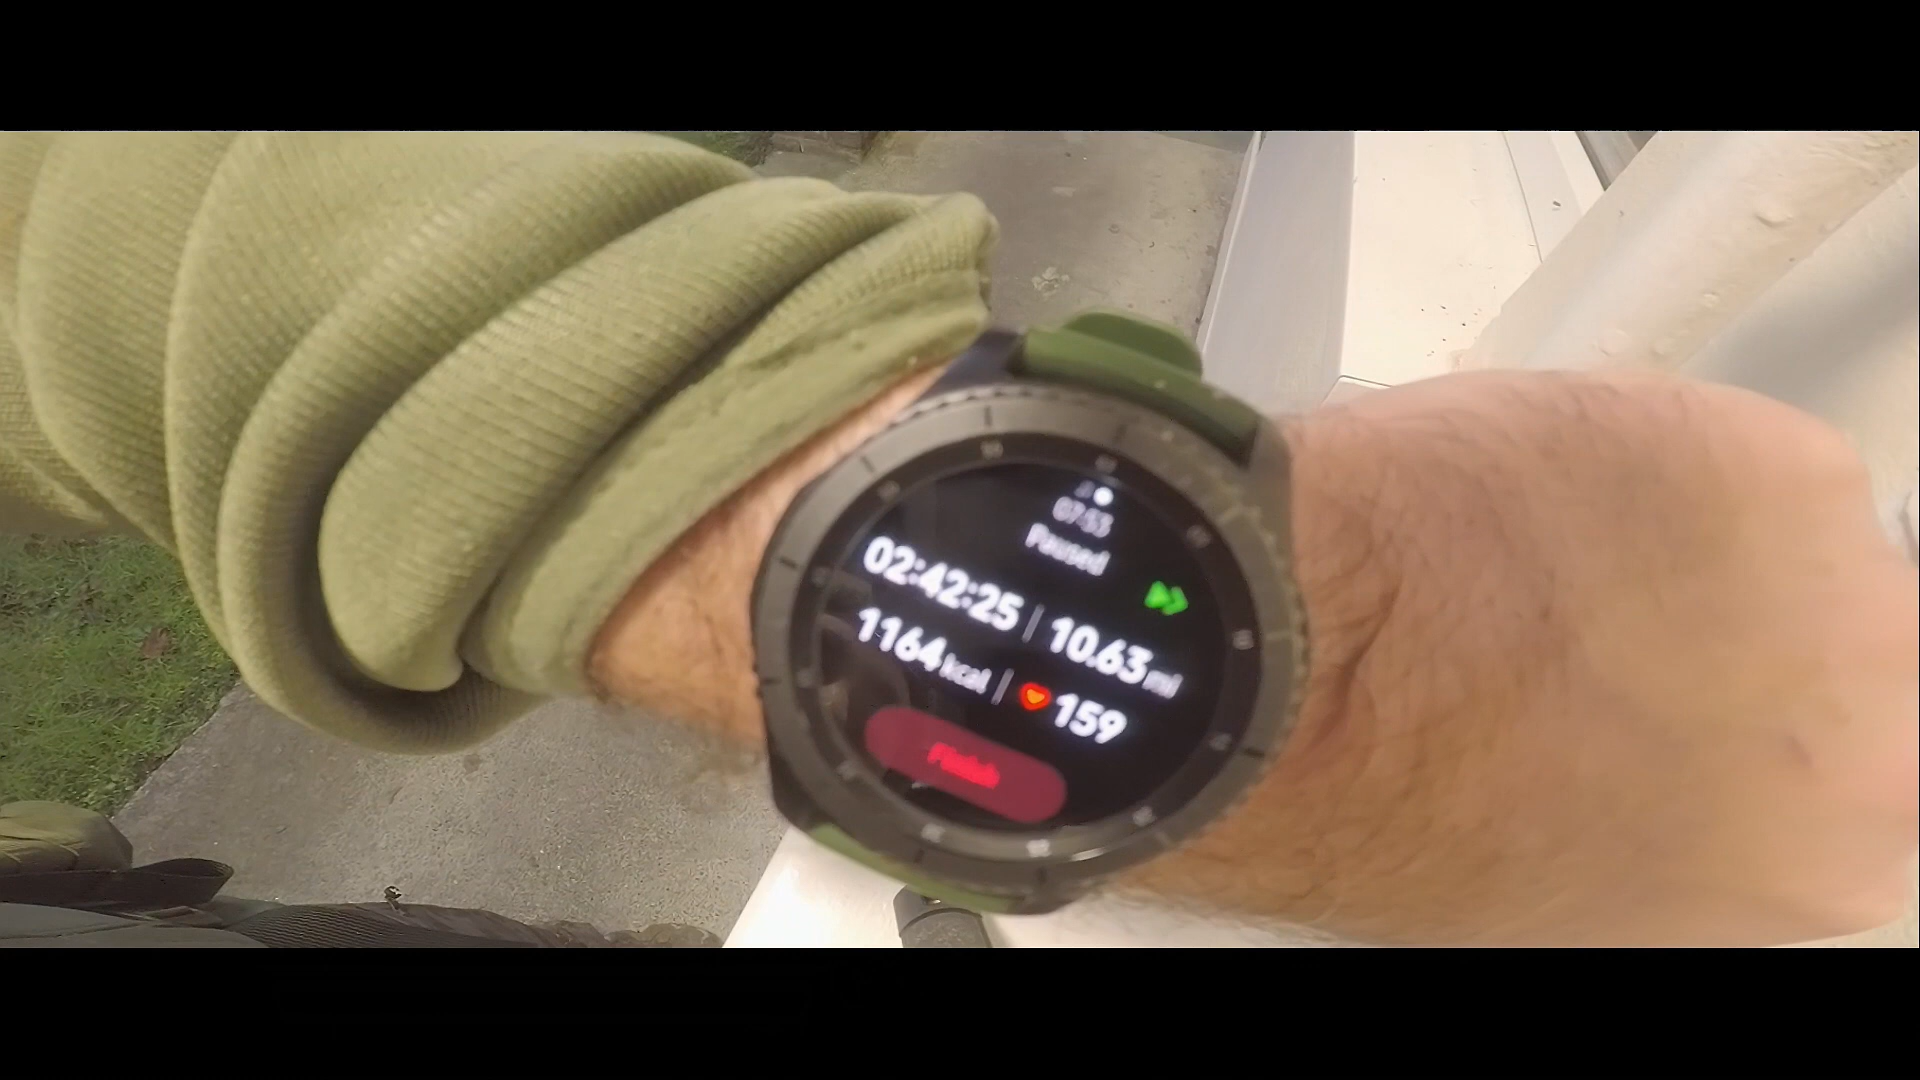 07:53
Paused
02:42:25 | 10.63 mi
1164 kcal | 159
Finish